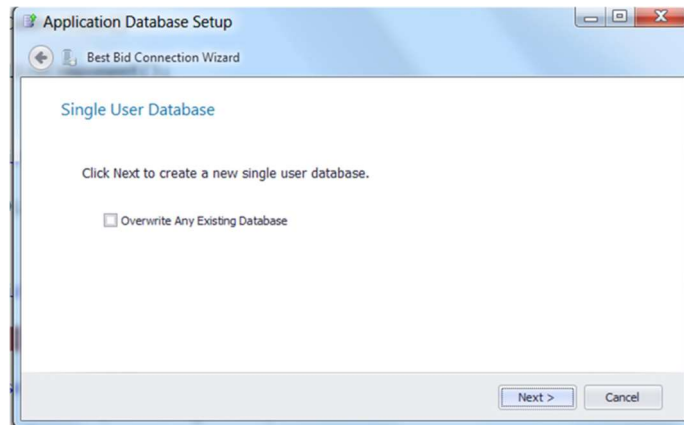 Application Database Setup
Best Bid Connection Wizard
Single User Database
Click Next to create a new single user database.
Overwrite Any Existing Database
Next >
Cancel